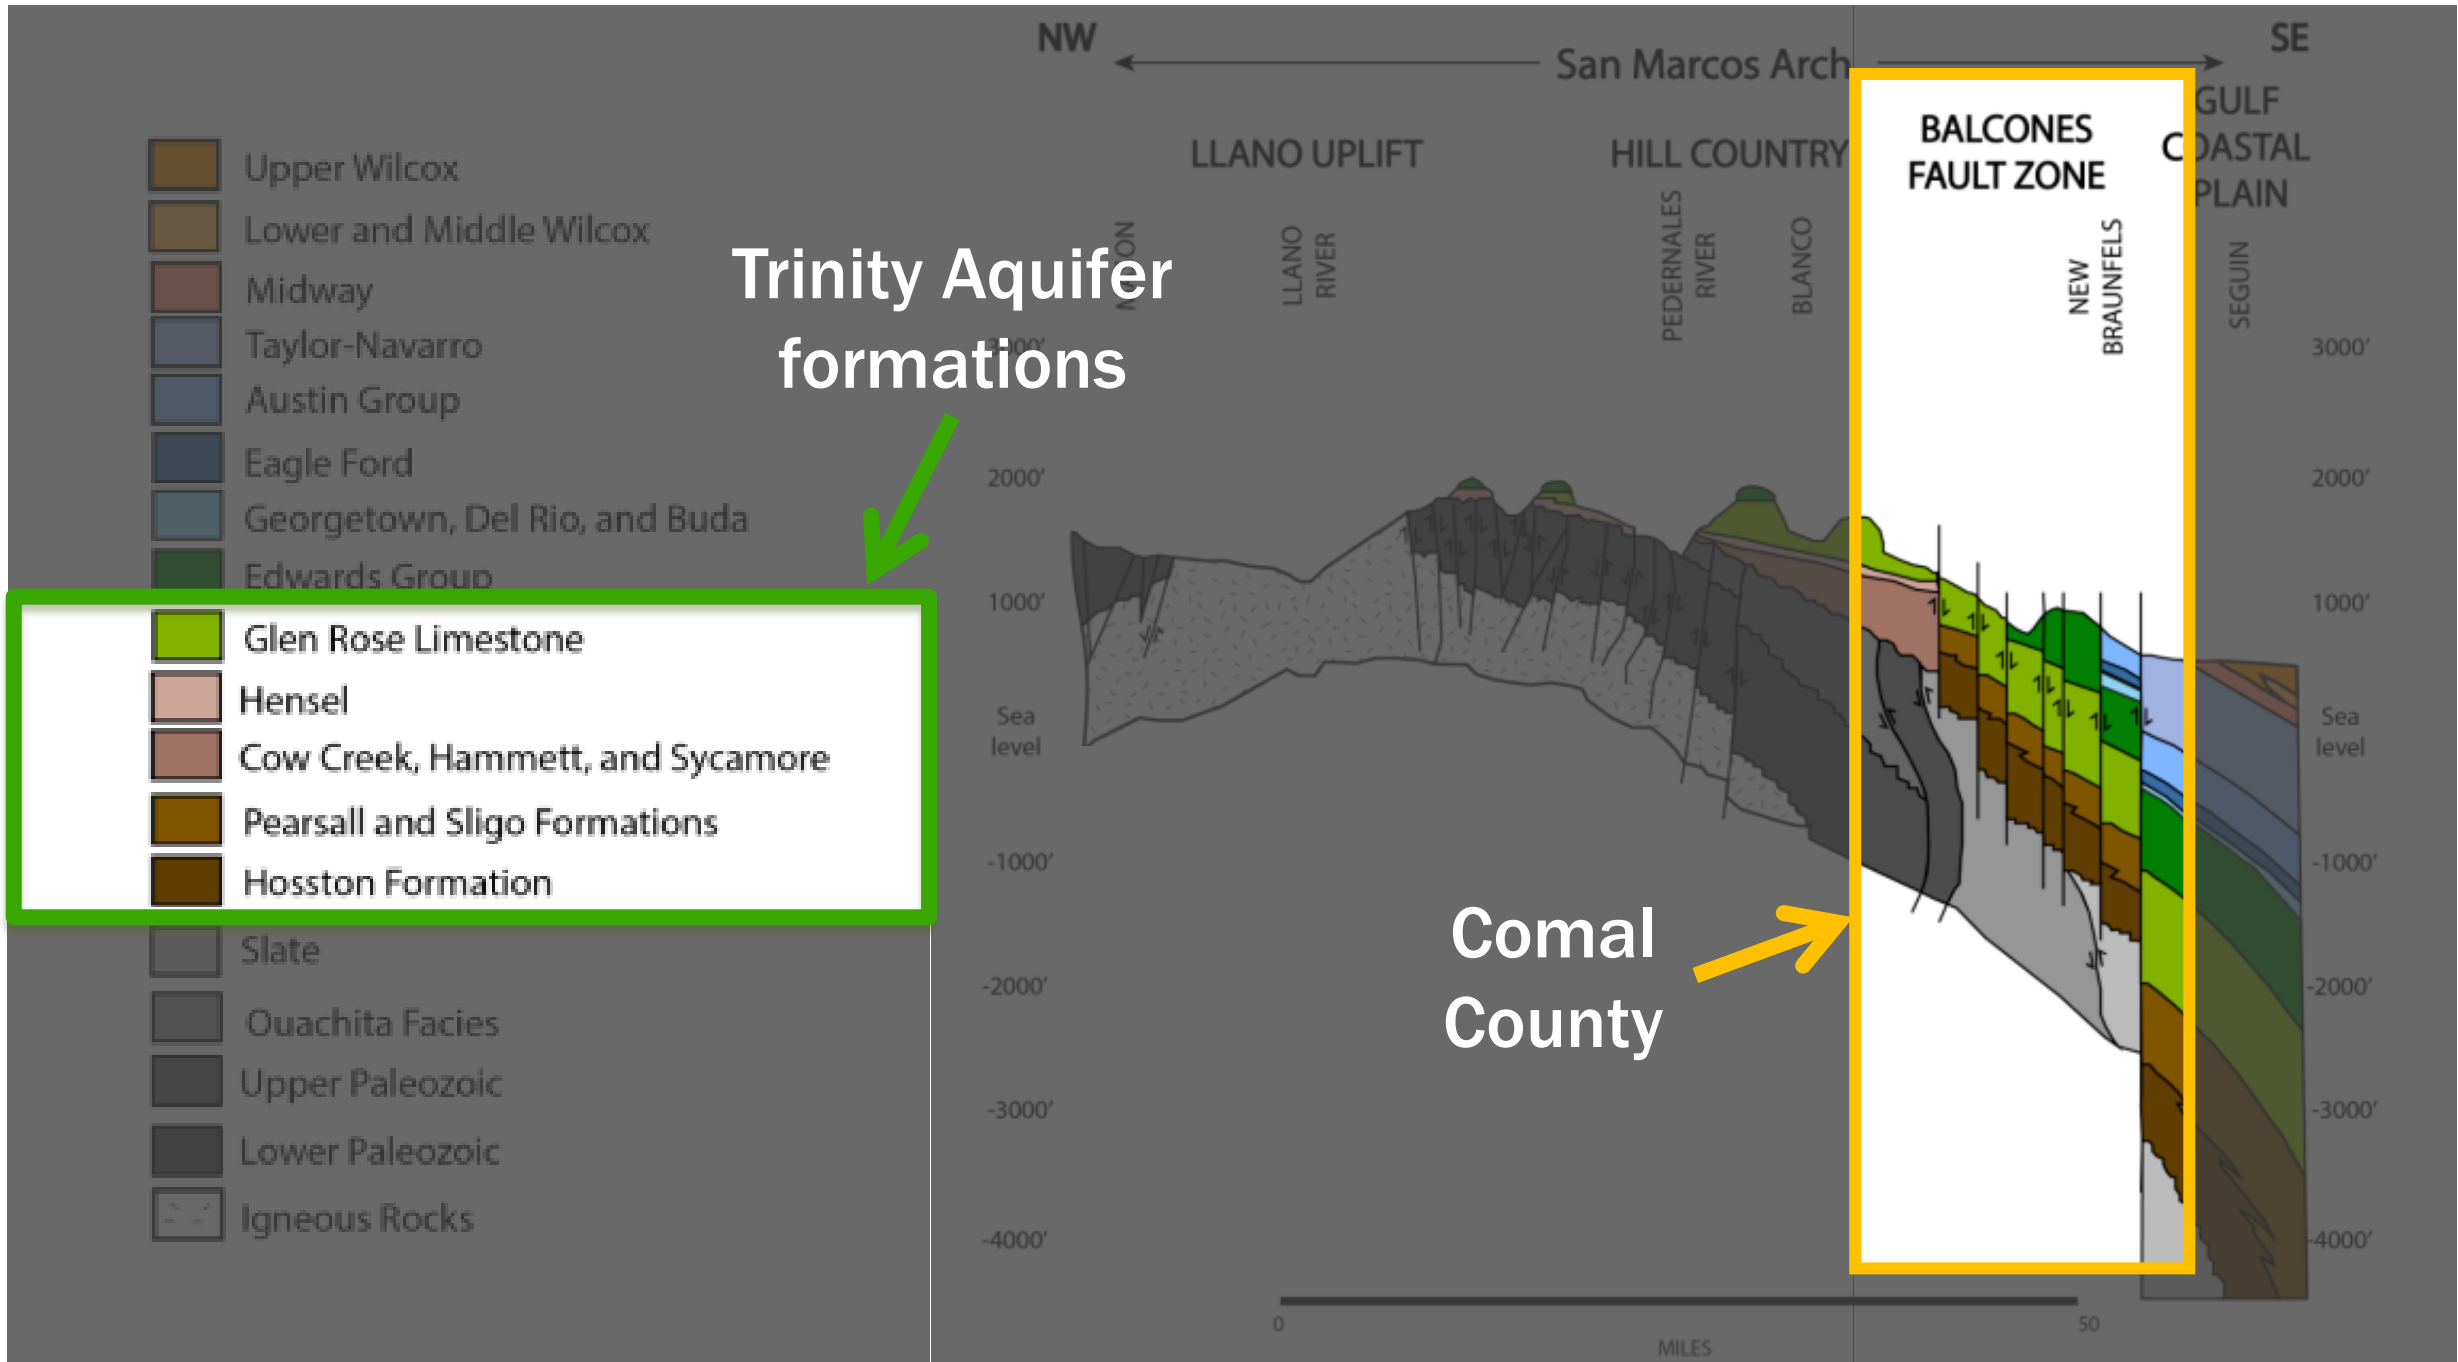 NW
SE
San Marcos Arch
LLANO UPLIFT
HILL COUNTRY
BALCONES
FAULT ZONE
GULF
COASTAL
PLAIN
LLANO
RIVER
PEDERNALES
RIVER
BLANCO
NEW
BRAUNFELS
SEGUIN
Upper Wilcox
Lower and Middle Wilcox
Midway
Taylor-Navarro
Austin Group
Eagle Ford
Georgetown, Del Rio, and Buda
Edwards Group
Glen Rose Limestone
Hensel
Cow Creek, Hammett, and Sycamore
Pearsall and Sligo Formations
Hosston Formation
Slate
Ouachita Facies
Upper Paleozoic
Lower Paleozoic
Igneous Rocks
Trinity Aquifer
formations
Comal
County
3000'
2000'
1000'
Sea
level
-1000'
-2000'
-3000'
-4000'
3000'
2000'
1000'
Sea
level
-1000'
-2000'
-3000'
-4000'
0
50
MILES